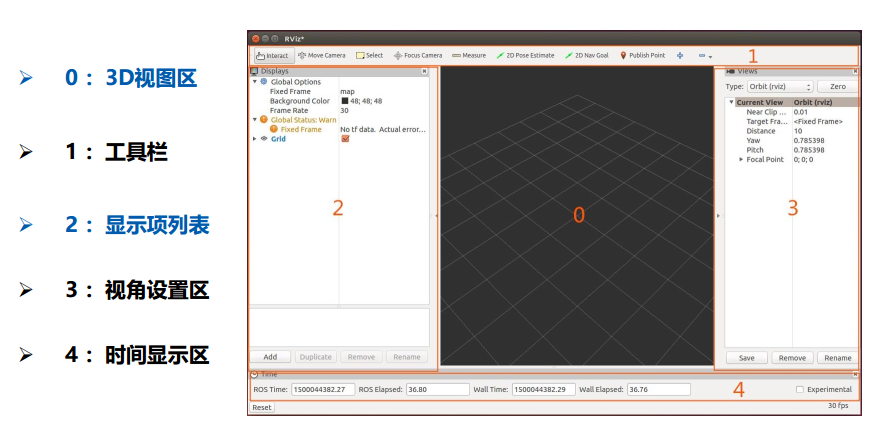 ➢ 0： 3D视图区
➢ 1： 工具栏
➢ 2： 显示项列表
➢ 3： 视角设置区
➢ 4： 时间显示区
RViz*
Interact Move Camera Select Focus Camera Measure 2D Pose Estimate 2D Nav Goal Publish Point
1
Displays
Global Options
Fixed Frame map
Background Color 48; 48; 48
Frame Rate 30
Global Status: Warn
Fixed Frame No tf data. Actual error...
Grid
2
Add Duplicate Remove Rename
0
Views
Type: Orbit (rviz) Zero
Current View Orbit (rviz)
Near Clip ... 0.01
Target Fra... <Fixed Frame>
Distance 10
Yaw 0.785398
Pitch 0.785398
Focal Point 0; 0; 0
3
Save Remove Rename
Time
ROS Time: 1500044382.27 ROS Elapsed: 36.80 Wall Time: 1500044382.29 Wall Elapsed: 36.76 Experimental
4
Reset 30 fps